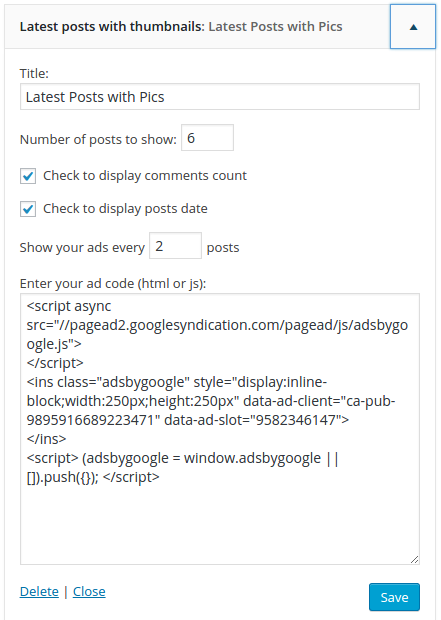 Latest posts with thumbnails: Latest Posts with Pics
Title:
Latest Posts with Pics
Number of posts to show: 6
Check to display comments count
Check to display posts date
Show your ads every 2 posts
Enter your ad code (html or js):
<script async
src="//pagead2.googlesyndication.com/pagead/js/adsbygo
ogle.js">
</script>
<ins class="adsbygoogle" style="display:inline-
block;width:250px;height:250px" data-ad-client="ca-pub-
9895916689223471" data-ad-slot="9582346147">
</ins>
<script> (adsbygoogle = window.adsbygoogle ||
[]).push({}); </script>
Delete | Close
Save